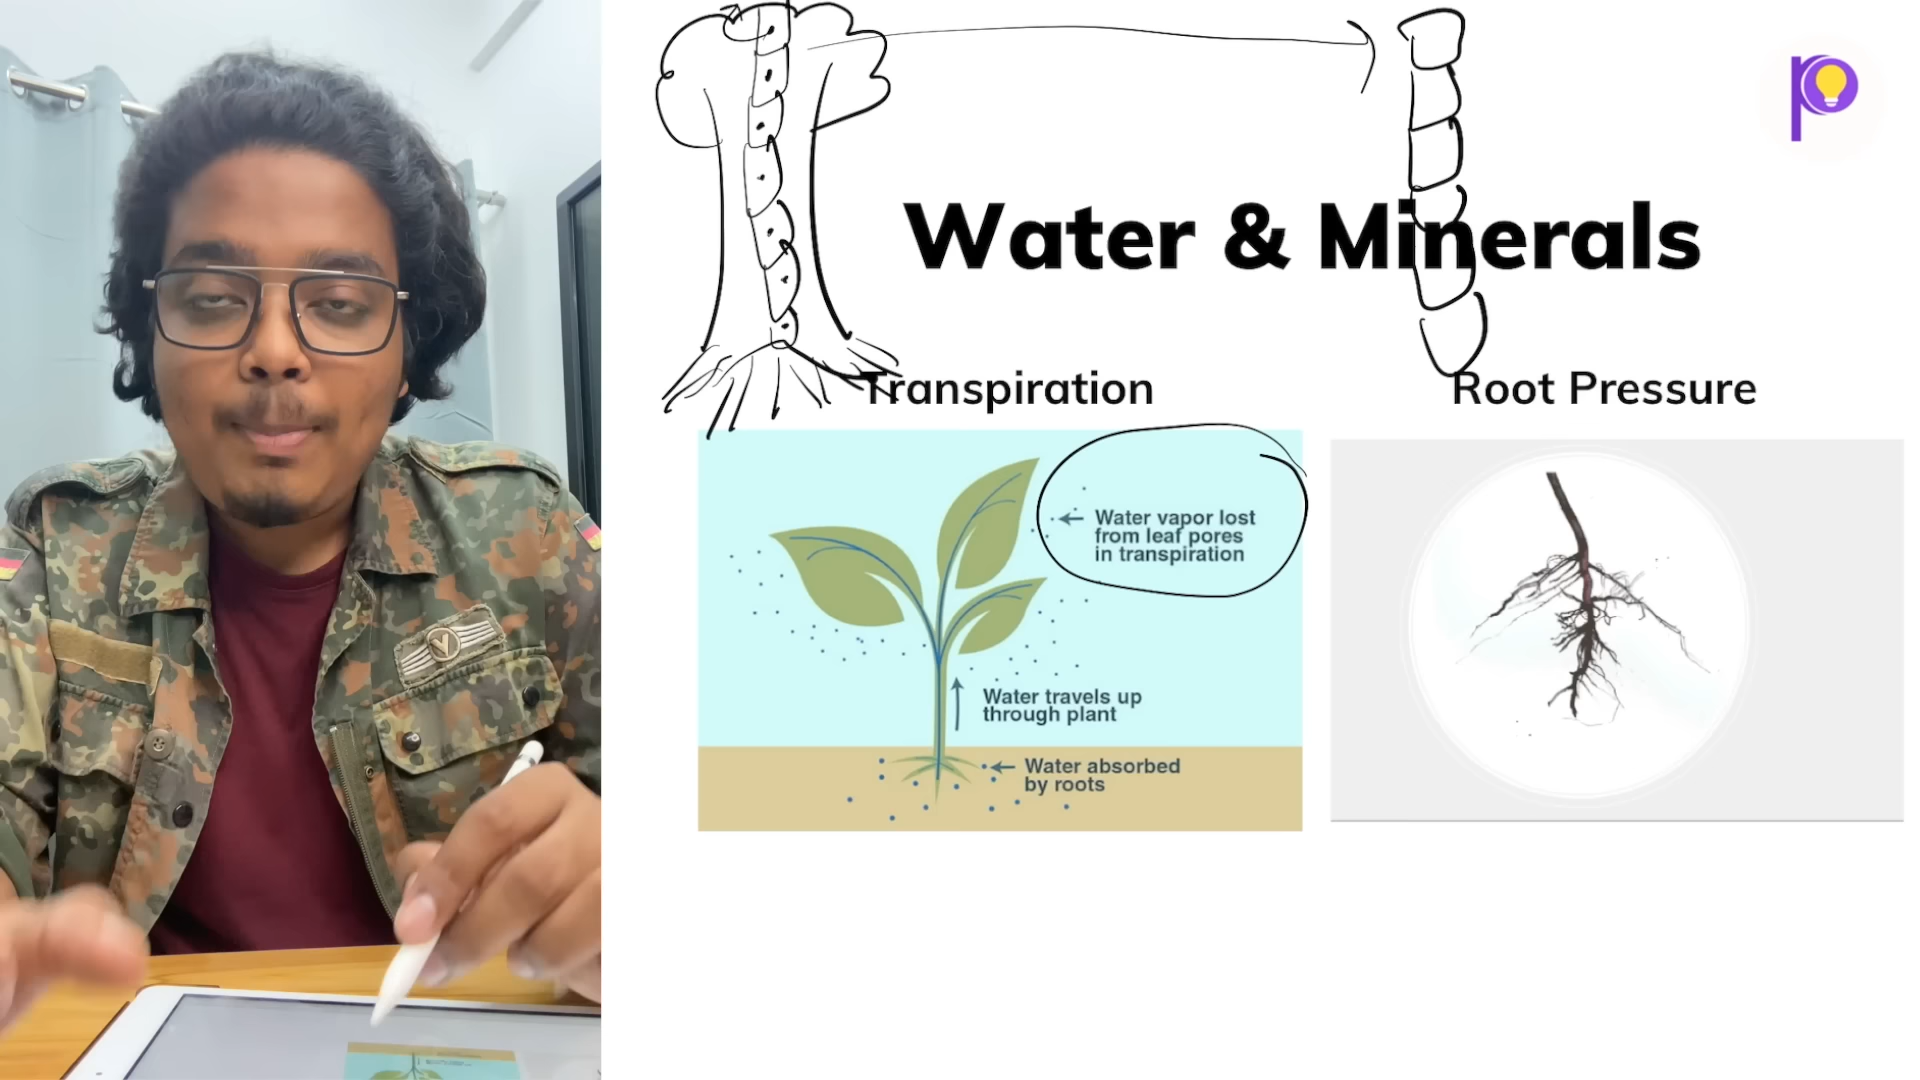 Water & Minerals
Transpiration
Root Pressure
Water vapor lost
from leaf pores
in transpiration
Water travels up
through plant
Water absorbed
by roots